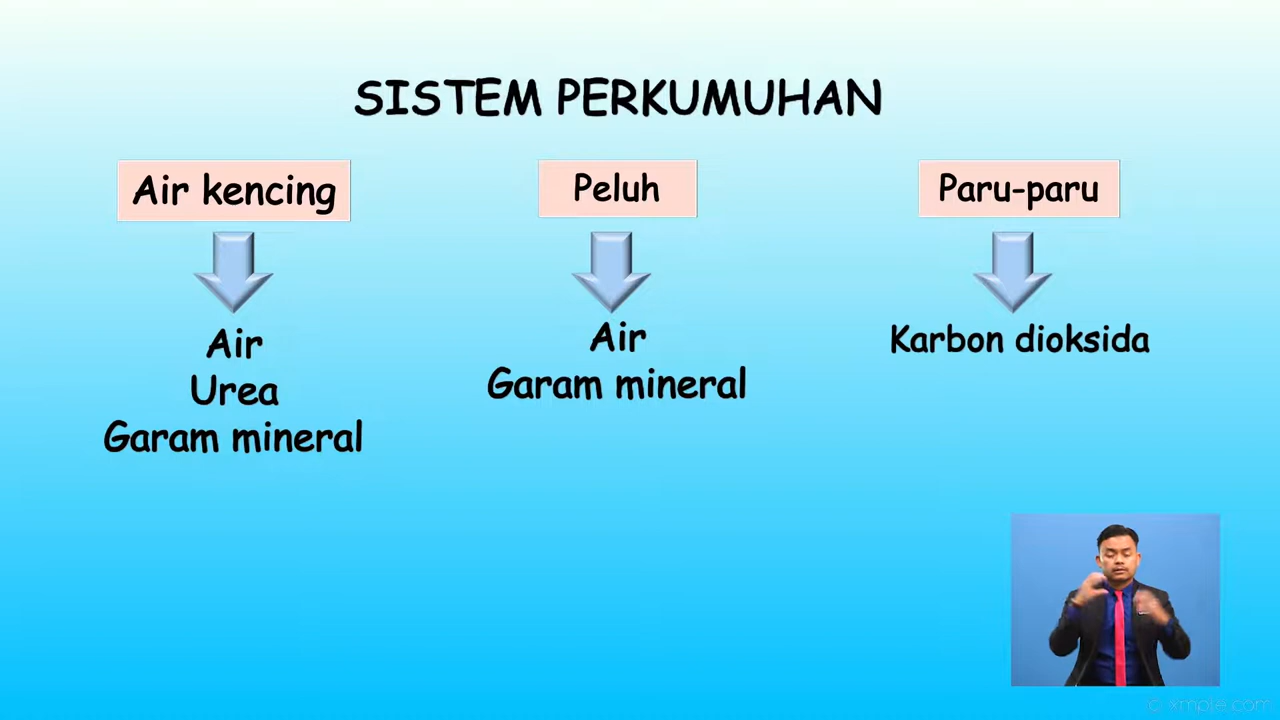 SISTEM PERKUMUHAN
Air kencing
Air
Urea
Garam mineral
Peluh
Air
Garam mineral
Paru-paru
Karbon dioksida